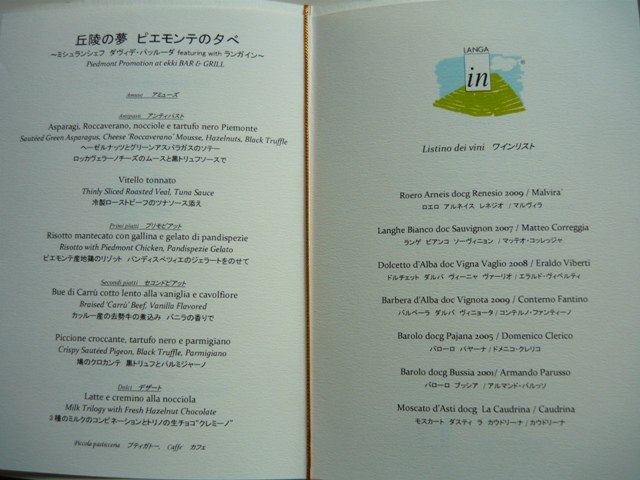 丘陵の夢 ピエモンテの夕べ
～ミシュランシェフ ダヴィデ・パッルーダ featuring with ランガイン～
Piedmont Promotion at ekki BAR & GRILL
アミューズ
Antipasti アンティパスト
Asparagi, Roccaverano, nocciole e tartufo nero Piemonte
Sautéed Green Asparagus, Cheese 'Roccaverano' Mousse, Hazelnuts, Black Truffle
ヘーゼルナッツとグリーンアスパラガスのソテー
ロッカヴェラーノチーズのムースと黒トリュフソースで
Vitello tonnato
Thinly Sliced Roasted Veal, Tuna Sauce
冷製ローストビーフのツナソース添え
Primi piatti プリモピアット
Risotto mantecato con gallina e gelato di pandispezie
Risotto with Piedmont Chicken, Pandispezie Gelato
ピエモンテ産地鶏のリゾット パンディスペツィエのジェラートをのせて
Secondi piatti セコンドピアット
Bue di Carrù cotto lento alla vaniglia e cavolfiore
Braised 'Carrù' Beef, Vanilla Flavored
カッルー産の去勢牛の煮込み バニラの香りで
Piccione croccante, tartufo nero e parmigiano
Crispy Sautéed Pigeon, Black Truffle, Parmigiano
鳩のクロカンテ 黒トリュフとパルミジャーノ
Dolci デザート
Latte e cremino alla nocciola
Milk Trilogy with Fresh Hazelnut Chocolate
3種のミルクのコンビネーションとトリノの生チョコ"クレミーノ"
Piccola pasticceria プティガトー、 Caffe' カフェ
LANGA
in
Listino dei vini ワインリスト
Roero Arneis docg Renesio 2009 / Malvira'
ロエロ アルネイス レネジオ / マルヴィラ
Langhe Bianco doc Sauvignon 2007 / Matteo Correggia
ランゲ ビアンコ ソーヴィニョン / マッテオ・コッレッジャ
Dolcetto d'Alba doc Vigna Vaglio 2008 / Eraldo Viberti
ドルチェット ダルバ ヴィーニャ ヴァーリオ / エラルド・ヴィベルティ
Barbera d'Alba doc Vignota 2009 / Conterno Fantino
バルベーラ ダルバ ヴィニョータ / コンテルノ・ファンティーノ
Barolo docg Pajana 2005 / Domenico Clerico
バローロ パヤーナ / ドメニコ・クレリコ
Barolo docg Bussia 2001 / Armando Parusso
バローロ ブッシア / アルマンド・パルッソ
Moscato d'Asti docg La Caudrina / Caudrina
モスカート ダスティ ラ カウドリーナ / カウドリーナ